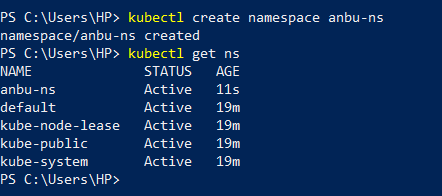 PS C:\Users\HP> kubectl create namespace anbu-ns
namespace/anbu-ns created
PS C:\Users\HP> kubectl get ns
NAME              STATUS   AGE
anbu-ns           Active   11s
default           Active   19m
kube-node-lease   Active   19m
kube-public       Active   19m
kube-system       Active   19m
PS C:\Users\HP>